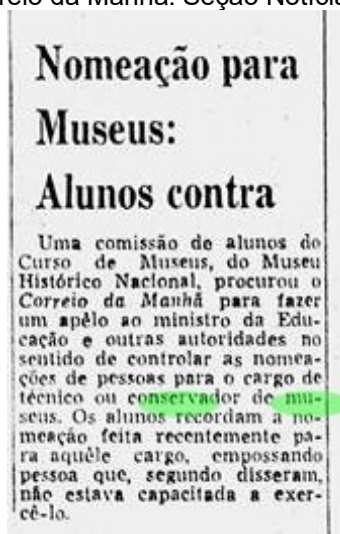 reio da Manhã. Seção Notícia
Nomeação para
Museus:
Alunos contra
Uma comissão de alunos do
Curso de Museus, do Museu
Histórico Nacional, procurou o
Correio da Manhã para fazer
um apêlo ao ministro da Edu-
cação e outras autoridades no
sentido de controlar as nomea-
ções de pessoas para o cargo de
técnico ou conservador de mu-
seus. Os alunos recordam a no-
meação feita recentemente pa-
ra aquêle cargo, empossando
pessoa que, segundo disseram,
não estava capacitada a exer-
cê-lo.